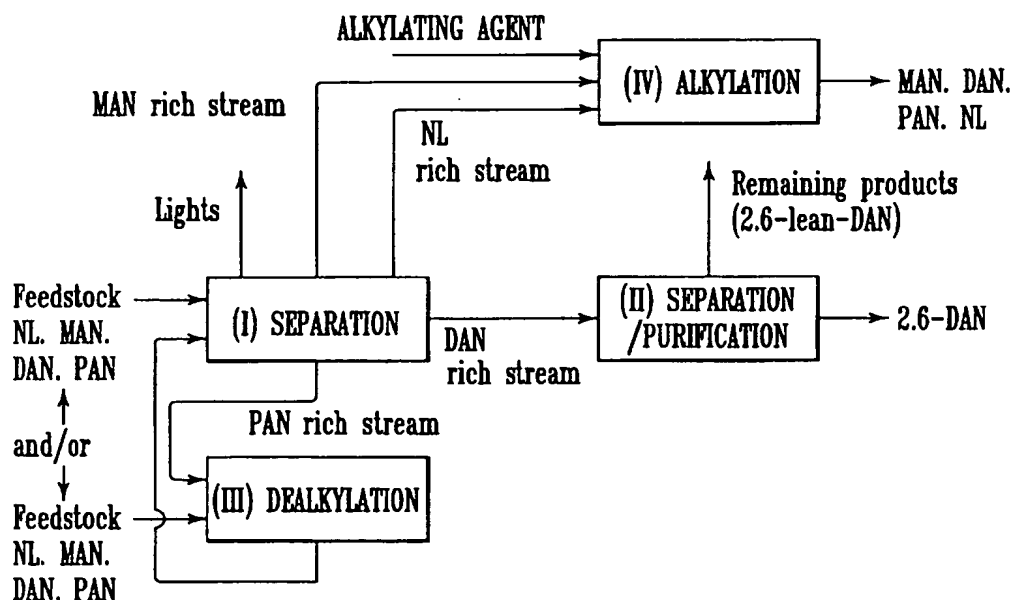 ALKYLATING AGENT
(IV) ALKYLATION
MAN. DAN.
PAN. NL
MAN rich stream
NL
rich stream
Lights
Remaining products
(2.6-lean-DAN)
Feedstock
NL. MAN.
DAN. PAN
(I) SEPARATION
DAN
rich stream
(II) SEPARATION
/PURIFICATION
2.6-DAN
and/or
PAN rich stream
Feedstock
NL. MAN.
DAN. PAN
(III) DEALKYLATION